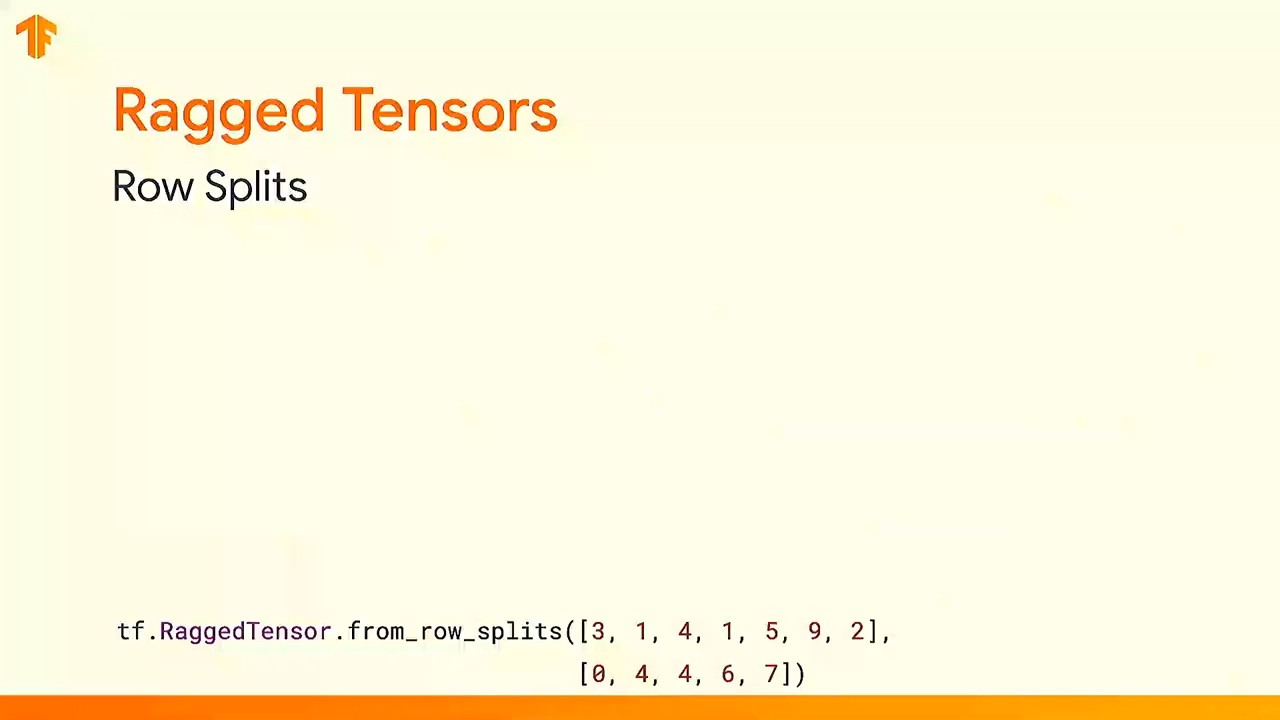 Ragged Tensors
Row Splits
tf.RaggedTensor.from_row_splits([3, 1, 4, 1, 5, 9, 2],
[0, 4, 4, 6, 7])